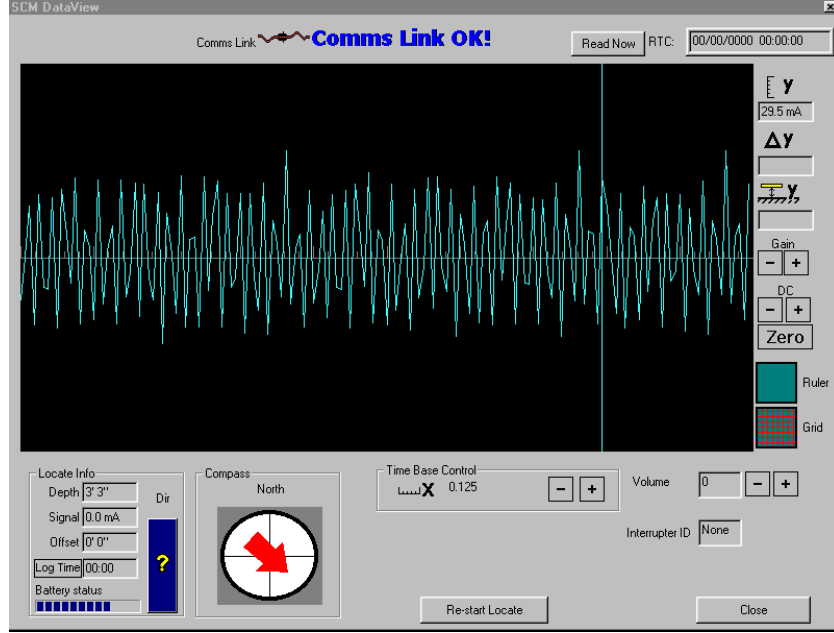 SCM DataView
Comms Link Comms Link OK! Read Now RTC: 00/00/0000 00:00:00
y
29.5 mA
Δy
y
Gain
- +
DC
- +
Zero
Ruler
Grid
Locate Info
Depth 3' 3"
Dir
Signal 0.0 mA
Offset 0' 0"
Log Time 00:00
?
Battery status
Compass
North
Time Base Control
X 0.125 - +
Volume 0 - +
Interrupter ID None
Re-start Locate
Close